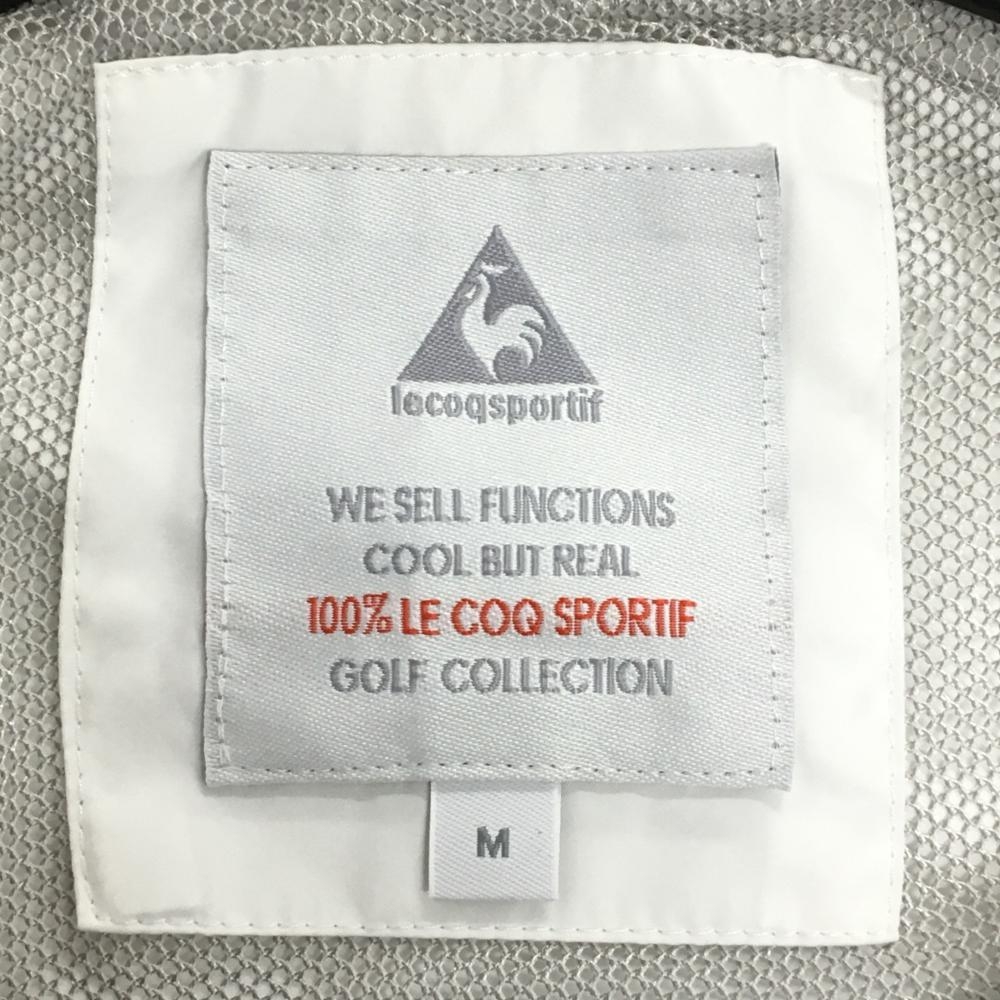 lecoqsportif
WE SELL FUNCTIONS
COOL BUT REAL
100% LE COQ SPORTIF
GOLF COLLECTION
M